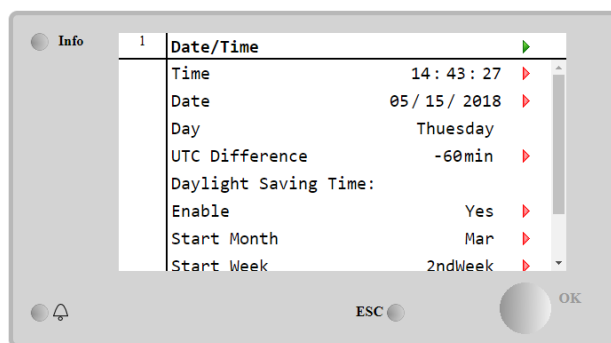 Info
1 Date/Time
Time 14:43:27
Date 05/15/2018
Day Thuesday
UTC Difference -60min
Daylight Saving Time:
Enable Yes
Start Month Mar
Start Week 2ndWeek
ESC
OK